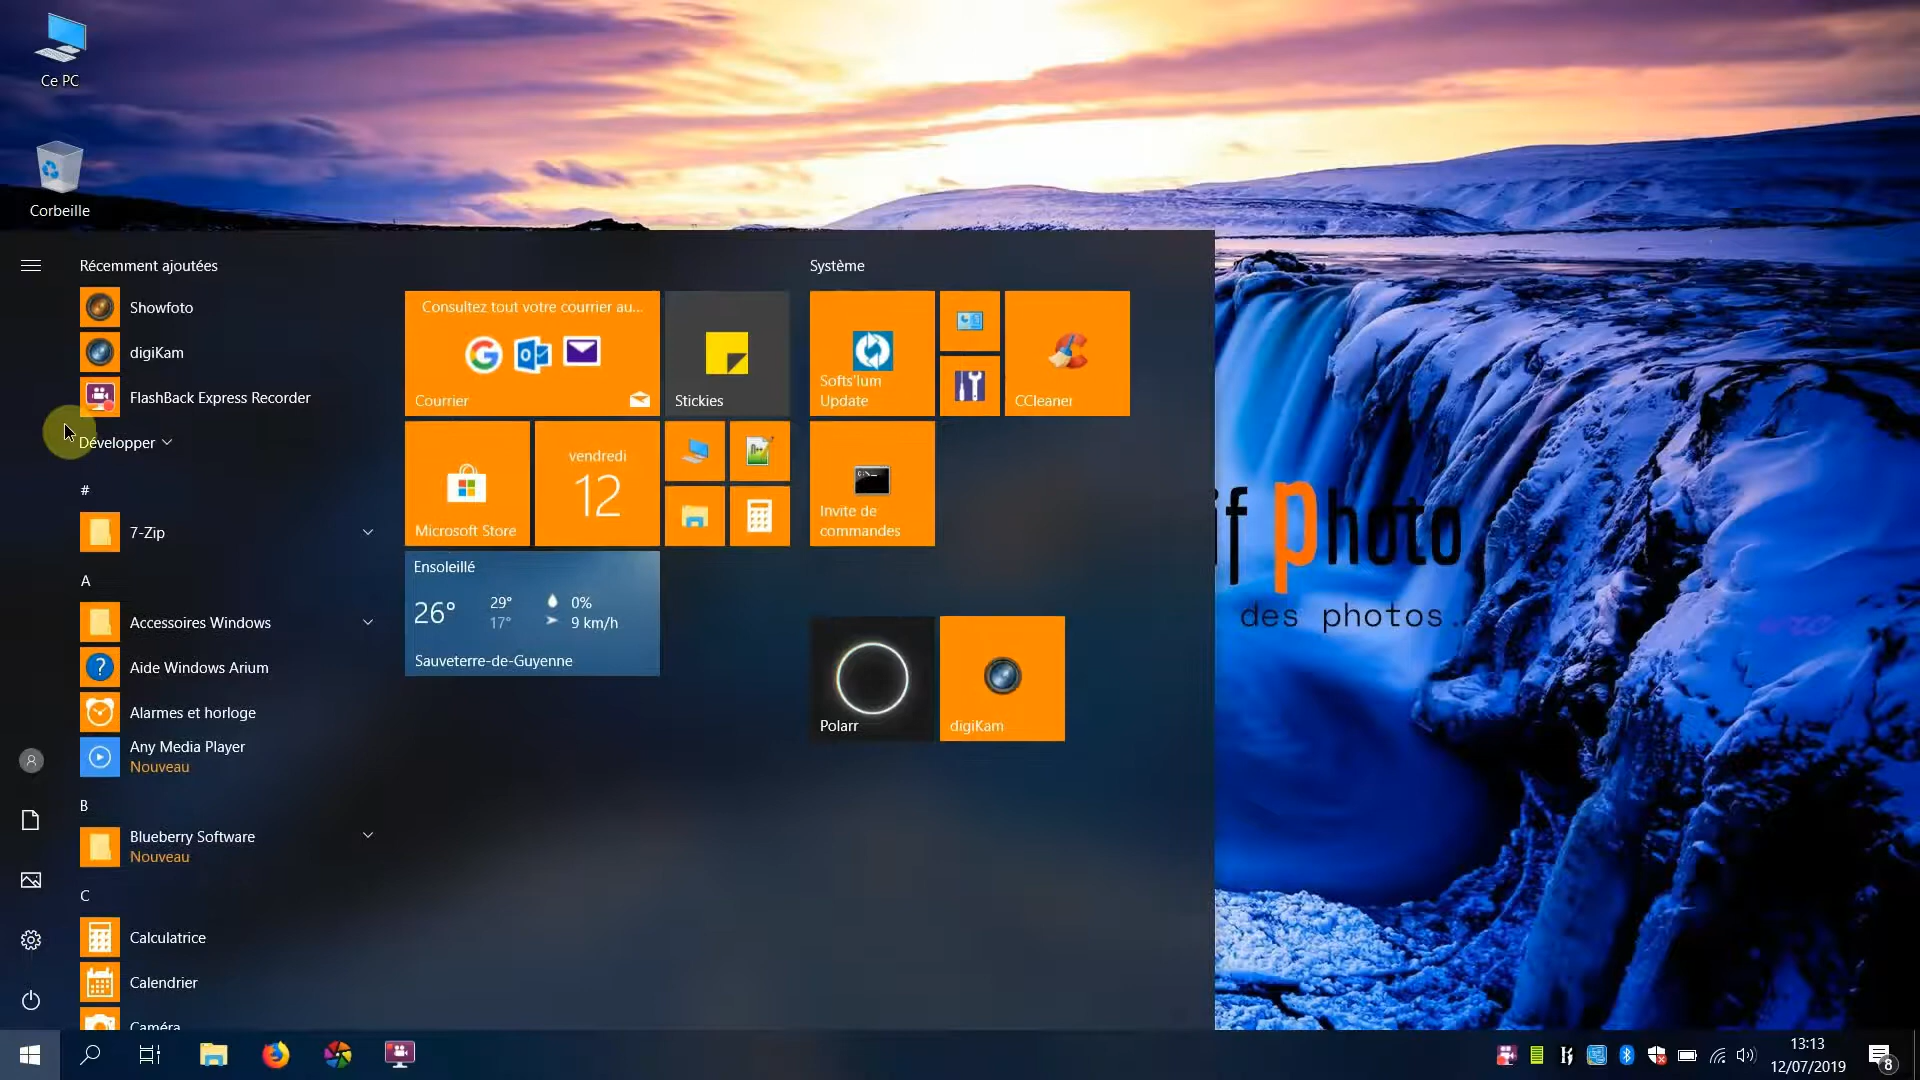 Ce PC
Corbeille
Récemment ajoutées
Showfoto
digiKam
FlashBack Express Recorder
Développer
#
7-Zip
A
Accessoires Windows
Aide Windows Arium
Alarmes et horloge
Any Media Player
Nouveau
B
Blueberry Software
Nouveau
C
Calculatrice
Calendrier
Caméra
Consultez tout votre courrier au...
Courrier
Stickies
Microsoft Store
vendredi
12
Ensoleillé
26°
29°
17°
0%
9 km/h
Sauveterre-de-Guyenne
Système
Softs'lum
Update
CCleaner
Invite de
commandes
Polarr
digiKam
if photo
des photos..
13:13
12/07/2019
8